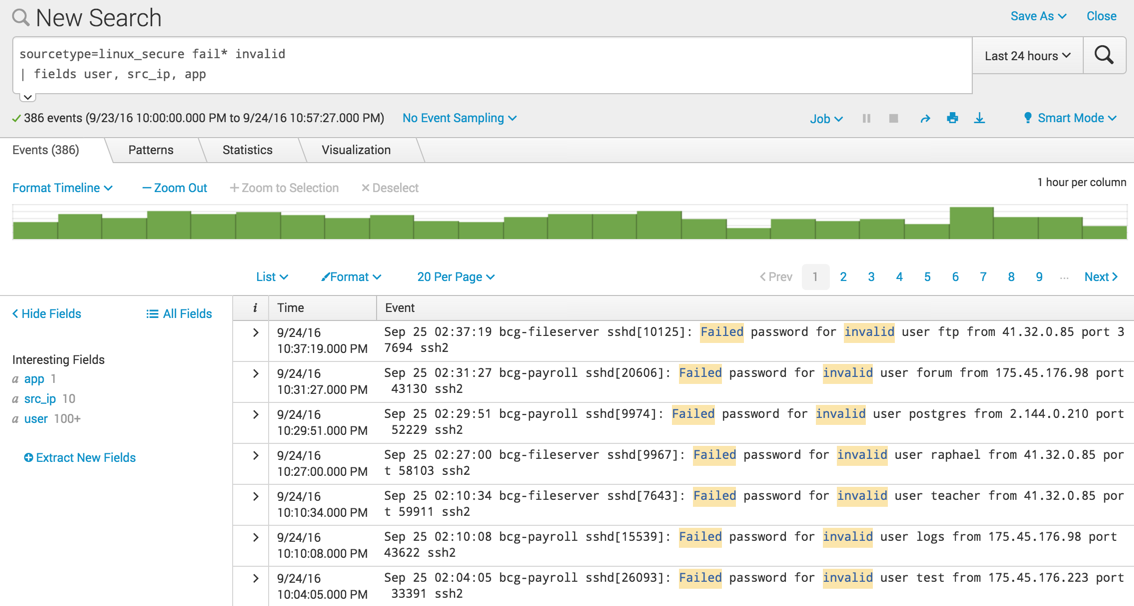 New Search
Save As
Close
sourcetype=linux_secure fail* invalid
| fields user, src_ip, app
Last 24 hours
386 events (9/23/16 10:00:00.000 PM to 9/24/16 10:57:27.000 PM)
No Event Sampling
Job
Smart Mode
Events (386)
Patterns
Statistics
Visualization
Format Timeline
— Zoom Out
+ Zoom to Selection
× Deselect
1 hour per column
List
Format
20 Per Page
< Prev 1 2 3 4 5 6 7 8 9 ... Next >
< Hide Fields
All Fields
Interesting Fields
a app 1
a src_ip 10
a user 100+
Extract New Fields
i Time Event
> 9/24/16
10:37:19.000 PM
Sep 25 02:37:19 bcg-fileserver sshd[10125]: Failed password for invalid user ftp from 41.32.0.85 port 3
7694 ssh2
> 9/24/16
10:31:27.000 PM
Sep 25 02:31:27 bcg-payroll sshd[20606]: Failed password for invalid user forum from 175.45.176.98 port
43130 ssh2
> 9/24/16
10:29:51.000 PM
Sep 25 02:29:51 bcg-payroll sshd[9974]: Failed password for invalid user postgres from 2.144.0.210 port
52229 ssh2
> 9/24/16
10:27:00.000 PM
Sep 25 02:27:00 bcg-payroll sshd[9967]: Failed password for invalid user raphael from 41.32.0.85 por
t 58103 ssh2
> 9/24/16
10:10:34.000 PM
Sep 25 02:10:34 bcg-fileserver sshd[7643]: Failed password for invalid user teacher from 41.32.0.85 por
t 59911 ssh2
> 9/24/16
10:10:08.000 PM
Sep 25 02:10:08 bcg-payroll sshd[15539]: Failed password for invalid user logs from 175.45.176.98 port
43622 ssh2
> 9/24/16
10:04:05.000 PM
Sep 25 02:04:05 bcg-payroll sshd[26093]: Failed password for invalid user test from 175.45.176.223 port
33391 ssh2